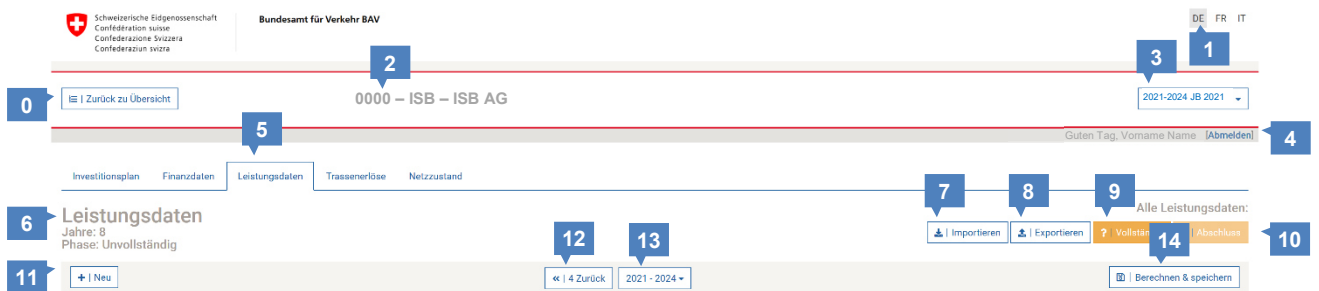 Schweizerische Eidgenossenschaft
Confédération suisse
Confederazione Svizzera
Confederaziun svizra
Bundesamt für Verkehr BAV
DE FR IT
1
2
3
0
Zurück zu Übersicht
0000 – ISB – ISB AG
2021-2024 JB 2021
5
Guten Tag, Vorname Name [Abmelden]
4
Investitionsplan Finanzdaten Leistungsdaten Trassenerlöse Netzzustand
7 8 9
6
Leistungsdaten
Jahre: 8
Phase: Unvollständig
Alle Leistungsdaten:
| Importieren
| Exportieren
? |
| Abschluss
10
12 13 14
11
+ | Neu
« | 4 Zurück
2021 - 2024
| Berechnen & speichern